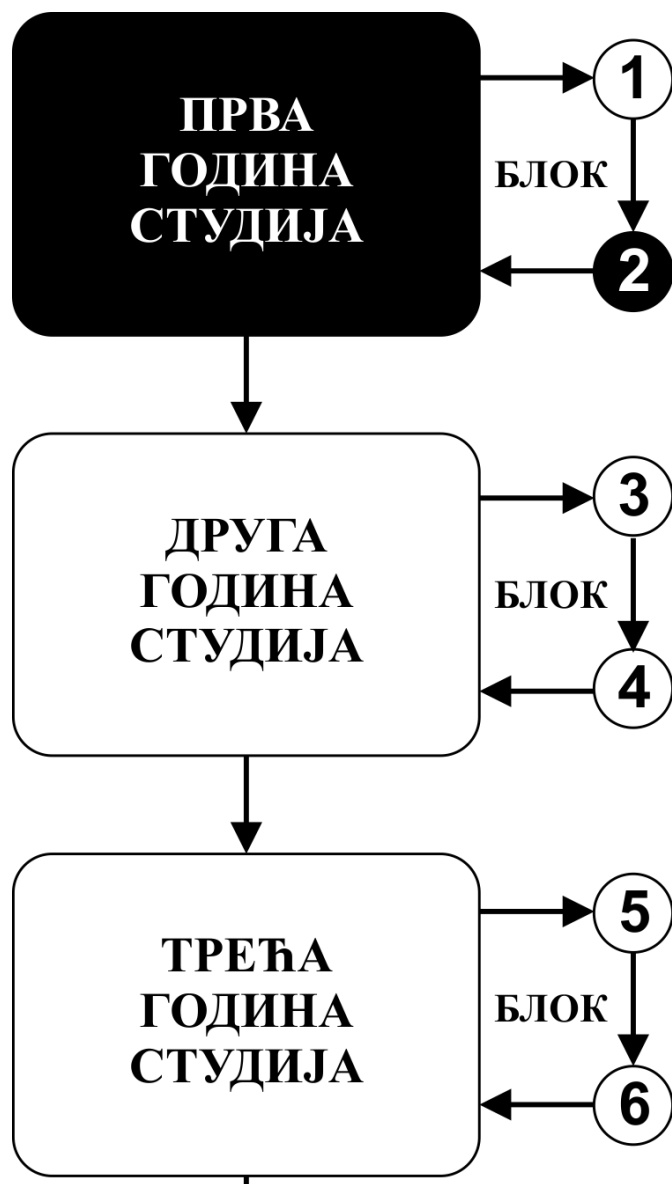 ПРВА
ГОДИНА
СТУДИЈА
1
БЛОК
2
ДРУГА
ГОДИНА
СТУДИЈА
3
БЛОК
4
ТРЕЋА
ГОДИНА
СТУДИЈА
5
БЛОК
6